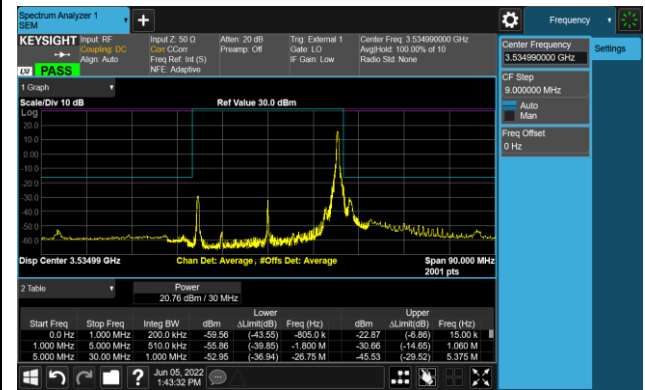 Spectrum Analyzer 1
SEM
Frequency
KEYSIGHT
Input: RF
Coupling: DC
Align: Auto
Input Z: 50 Ω
Corr CCorr
Freq Ref: Int (S)
NFE: Adaptive
Atten: 20 dB
Preamp: Off
Trig: External 1
Gate: LO
IF Gain: Low
Center Freq: 3.534990000 GHz
Avg|Hold: 100.00% of 10
Radio Std: None
PASS
Center Frequency
3.534990000 GHz
Settings
CF Step
9.000000 MHz
Auto
Man
Freq Offset
0 Hz
1 Graph
Scale/Div 10 dB
Ref Value 30.0 dBm
Log
20.0
10.0
0.00
-10.0
-20.0
-30.0
-40.0
-50.0
-60.0
Disp Center 3.53499 GHz
Chan Det: Average, #Offs Det: Average
Span 90.000 MHz
2001 pts
2 Table
Power
20.76 dBm / 30 MHz
Lower
Upper
Start Freq Stop Freq Integ BW dBm ΔLimit(dB) Freq (Hz) dBm ΔLimit(dB) Freq (Hz)
0.0 Hz 1.000 MHz 200.0 kHz -59.56 (-43.55) -805.0 k -22.87 (-6.86) 15.00 k
1.000 MHz 5.000 MHz 510.0 kHz -55.86 (-39.85) -1.800 M -30.66 (-14.65) 1.060 M
5.000 MHz 30.00 MHz 1.000 MHz -52.95 (-36.94) -26.75 M -45.53 (-29.52) 5.375 M
Jun 05, 2022
1:43:32 PM